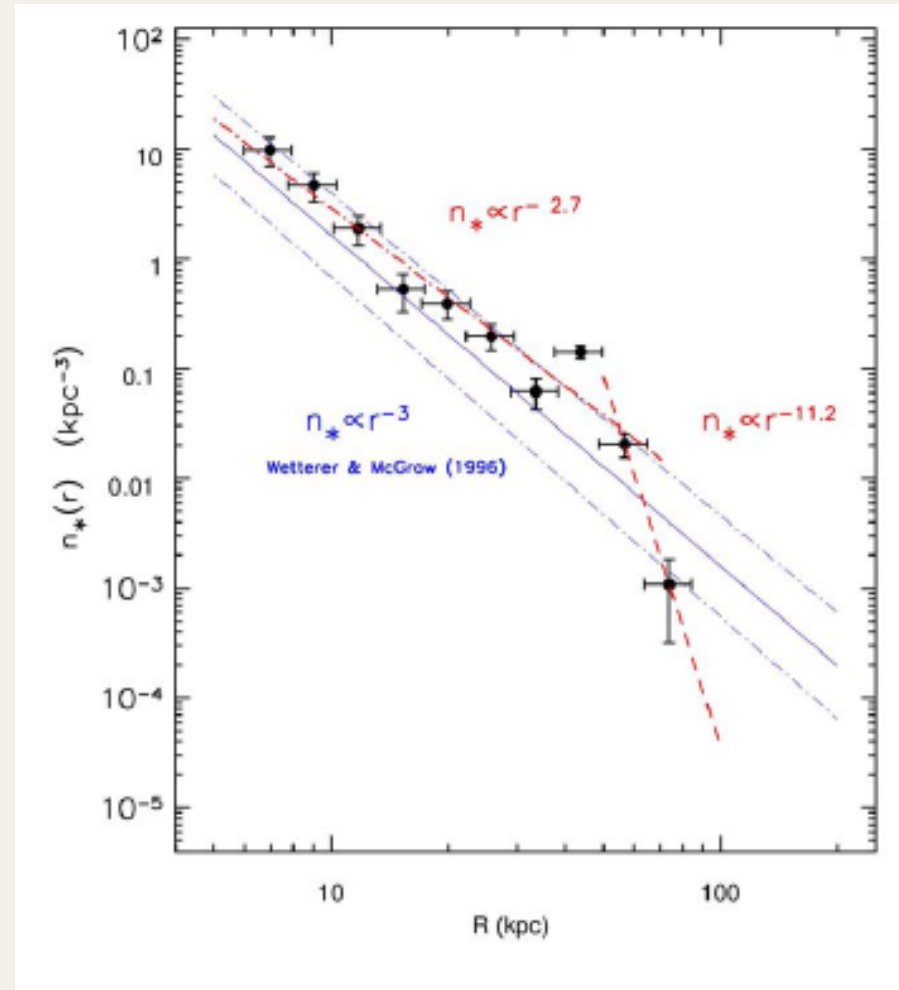 10²
10
1
0.1
0.01
10⁻³
10⁻⁴
10⁻⁵
n*(r) (kpc⁻³)
n* ∝r⁻ ²·⁷
n* ∝r⁻³
Wetterer & McGrow (1996)
n* ∝r⁻¹¹·²
10
100
R (kpc)